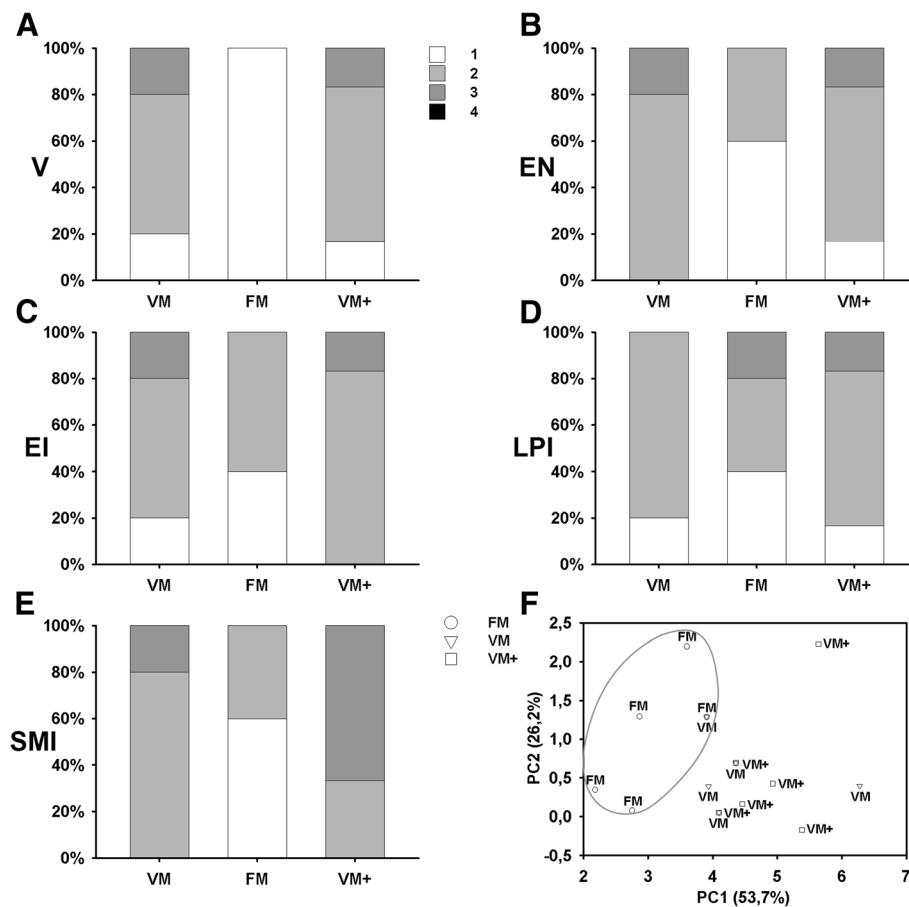 A
100%
80%
60%
40%
20%
0%
V
VM FM VM+
1
2
3
4
B
100%
80%
60%
40%
20%
0%
EN
VM FM VM+
C
100%
80%
60%
40%
20%
0%
EI
VM FM VM+
D
100%
80%
60%
40%
20%
0%
LPI
VM FM VM+
E
100%
80%
60%
40%
20%
0%
SMI
VM FM VM+
FM
VM
VM+
F
2,5
2,0
1,5
1,0
0,5
0,0
-0,5
PC2 (26,2%)
FM
VM+
FM
FM
VM
VM+
VM
FM
VM
VM+
VM
FM
VM+
VM+
VM
VM+
2 3 4 5 6 7
PC1 (53,7%)